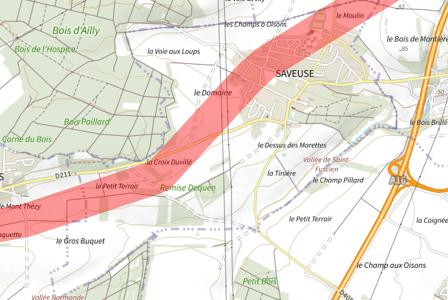 Bois d'Ailly
les Champs à Oisons
le Moulin
Bois de l'Hospice
la Voie aux Loups
le Bois de Montière
85
SAVEUSE
le Domaine
Bois Paillard
le Bois Brûlé
Corne du Bois
le Dessus des Marettes
la Croix Duvillé
Vallée de Saint
Fuscien
D211
la Tinière
le Champ Pillard
A16
le Petit Terroir
Remise Dequen
le Mont Thézy
le Petit Terroir
la Coignée
le Gros Buquet
le Champ aux Oisons
Petit Bois
Vallée Normande